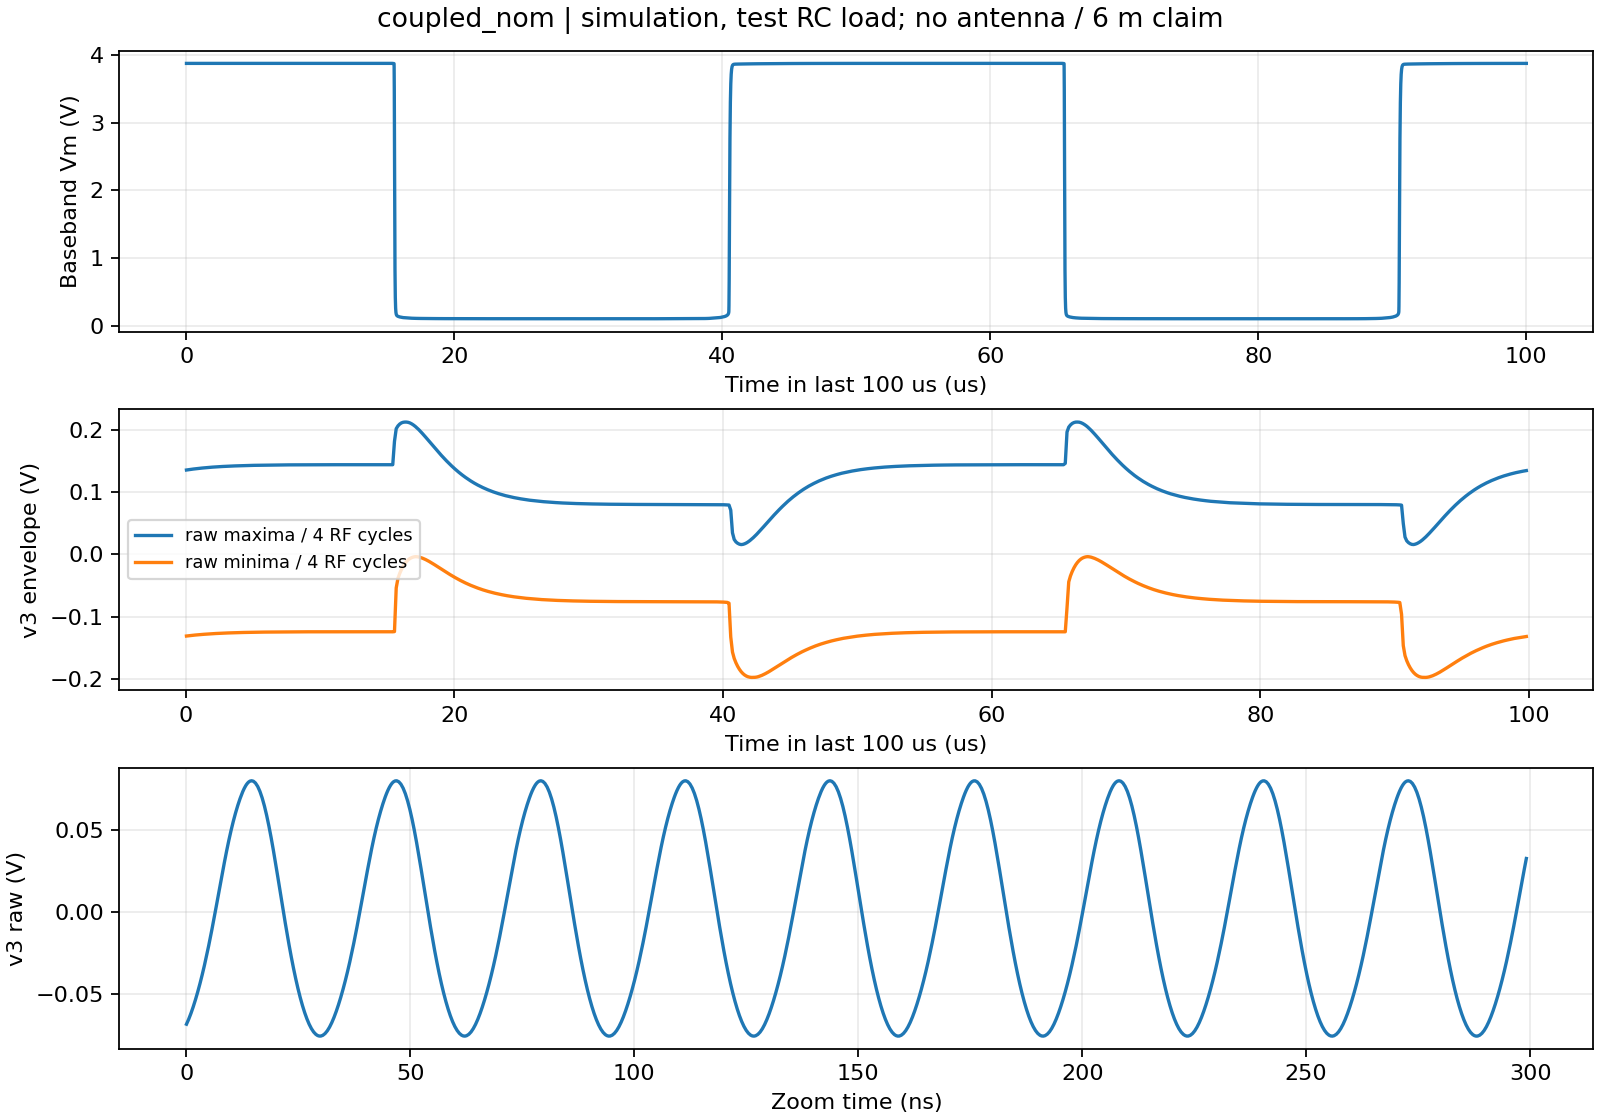 coupled_nom | simulation, test RC load; no antenna / 6 m claim
Baseband Vm (V)
4
3
2
1
0
0 20 40 60 80 100
Time in last 100 us (us)
v3 envelope (V)
0.2
0.1
0.0
−0.1
−0.2
raw maxima / 4 RF cycles
raw minima / 4 RF cycles
0 20 40 60 80 100
Time in last 100 us (us)
v3 raw (V)
0.05
0.00
−0.05
0 50 100 150 200 250 300
Zoom time (ns)